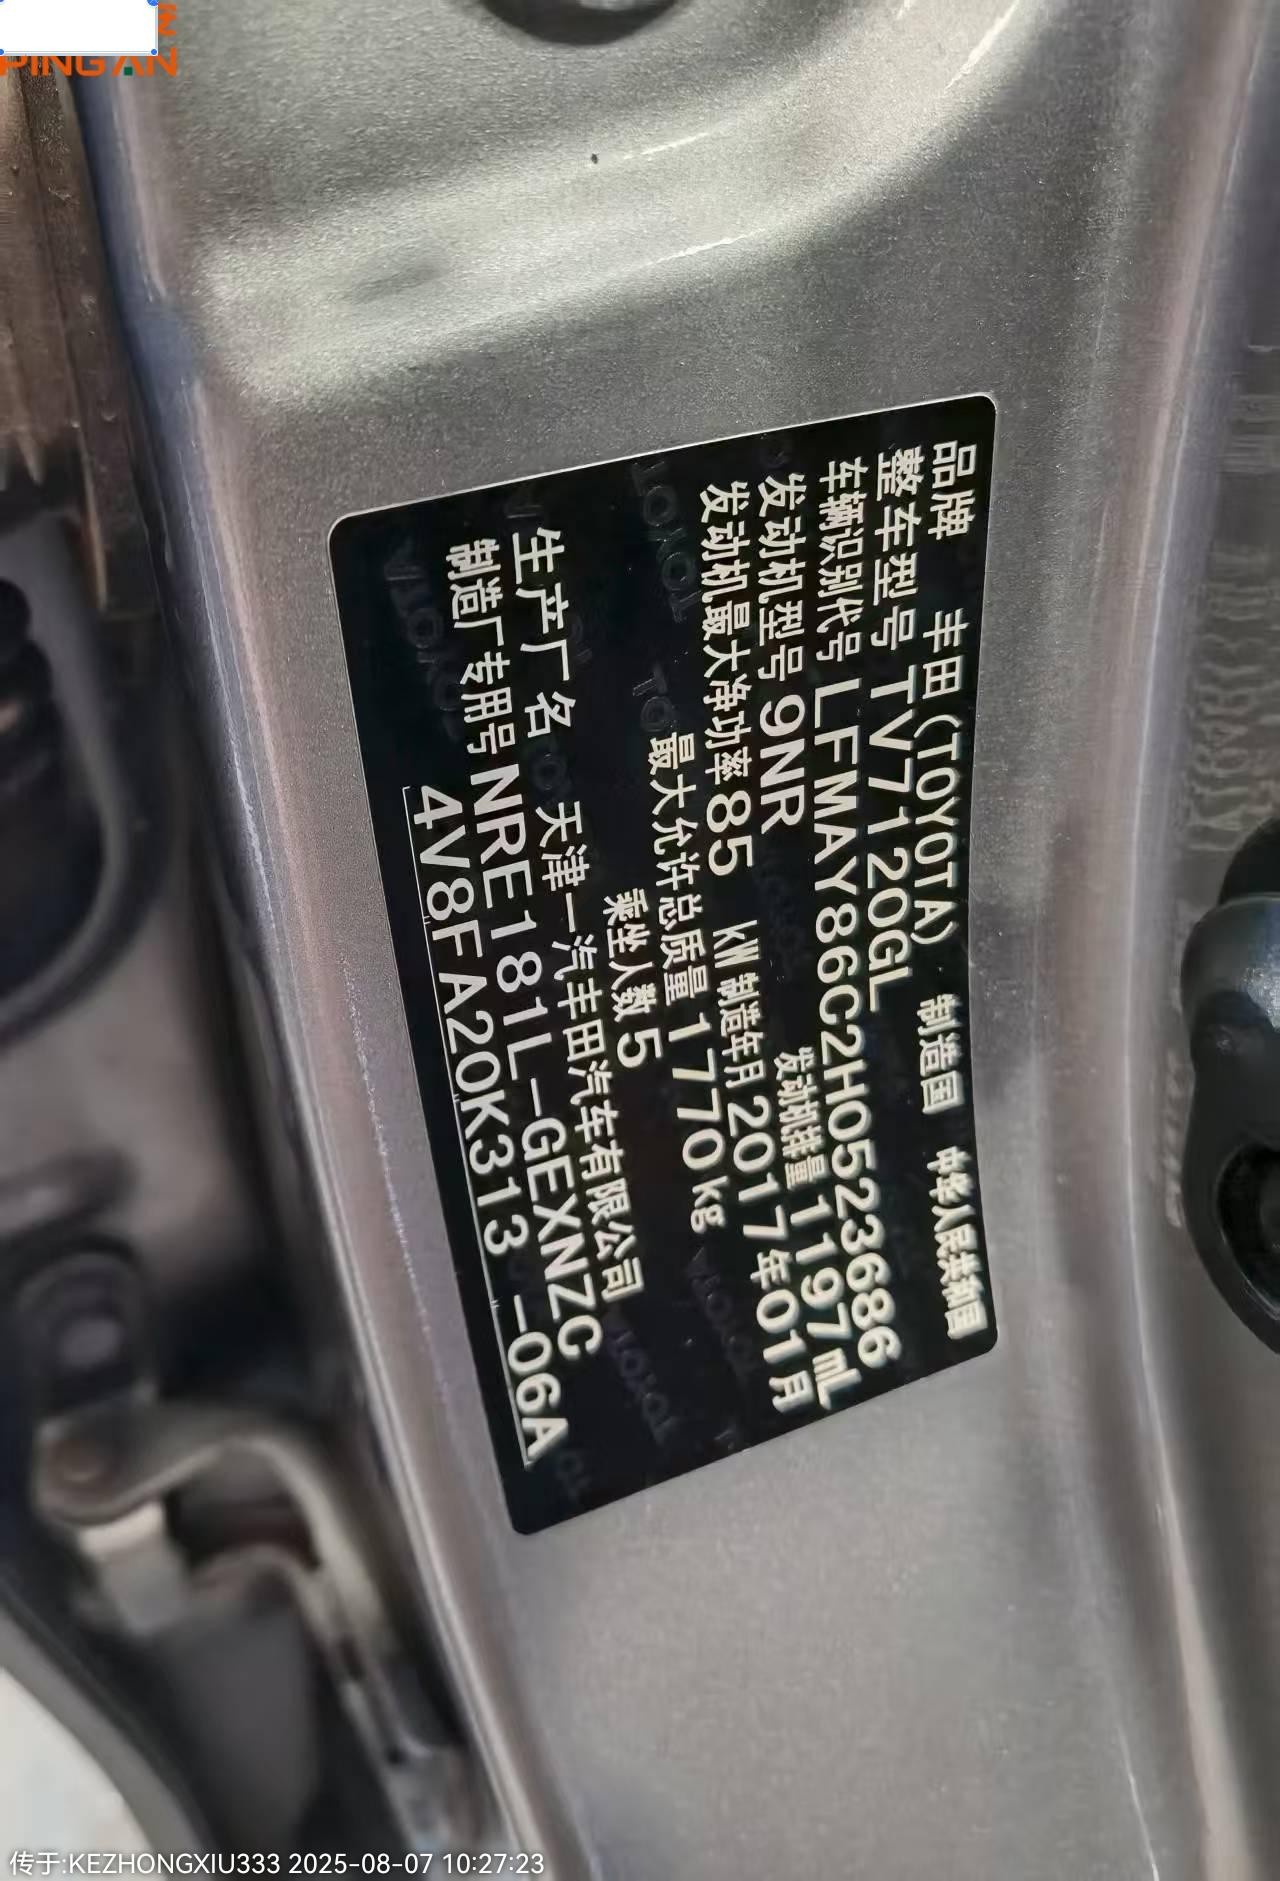 PING AN
品牌 丰田(TOYOTA) 制造国 中华人民共和国
整车型号 TV7120GL
车辆识别代号 LFMAY86C2H0523686
发动机型号 9NR 发动机排量 1197mL
发动机最大净功率 85 kW 制造年月 2017年01月
最大允许总质量 1770kg
乘坐人数 5
生产厂名 天津一汽丰田汽车有限公司
制造厂专用号 NRE181L-GEXNZC
4V8FA20K313 -06A
传于:KEZHONGXIU333 2025-08-07 10:27:23